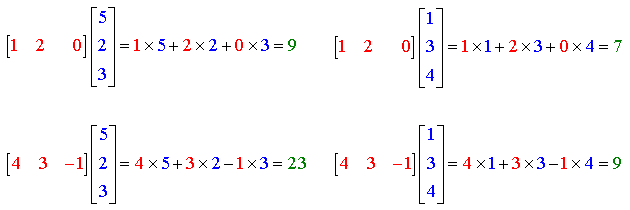 [1 2 0] [5 2 3] = 1 × 5 + 2 × 2 + 0 × 3 = 9
[1 2 0] [1 3 4] = 1 × 1 + 2 × 3 + 0 × 4 = 7
[4 3 −1] [5 2 3] = 4 × 5 + 3 × 2 − 1 × 3 = 23
[4 3 −1] [1 3 4] = 4 × 1 + 3 × 3 − 1 × 4 = 9